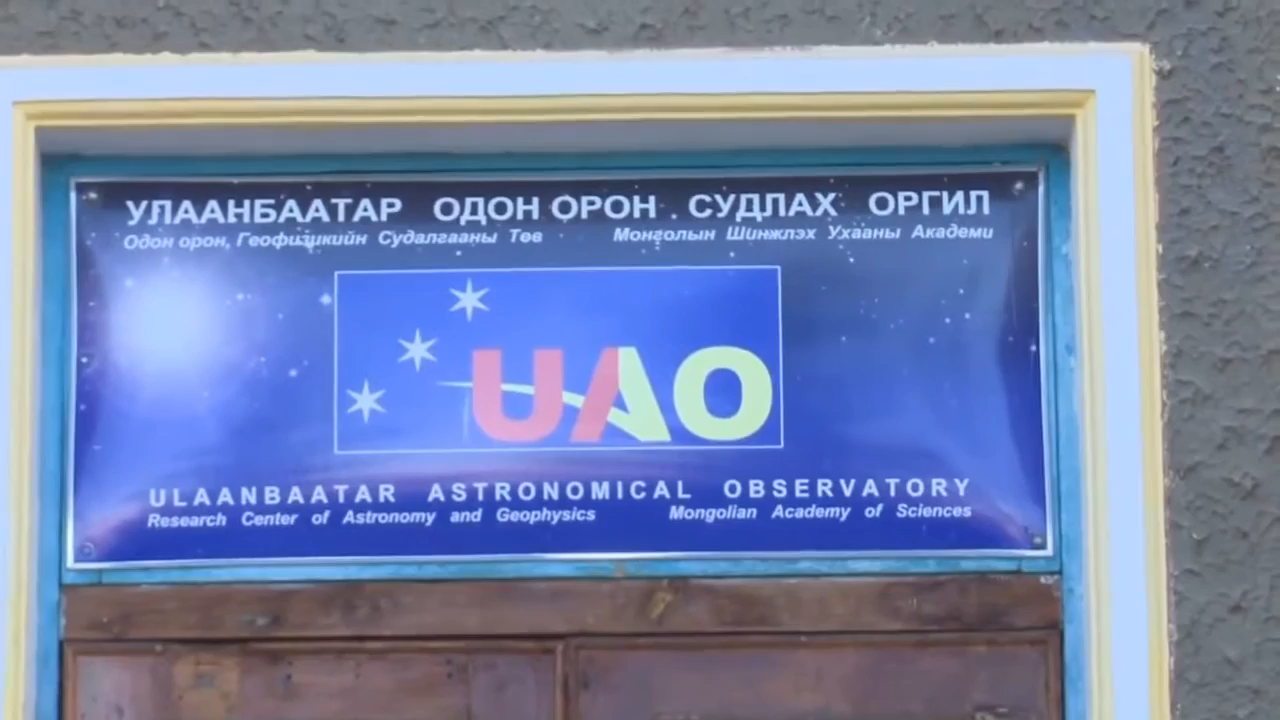 УЛААНБААТАР ОДОН ОРОН СУДЛАХ ОРГИЛ
Одон орон, Геофизикийн Судалгааны Төв Монголын Шинжлэх Ухааны Академи
UAO
ULAANBAATAR ASTRONOMICAL OBSERVATORY
Research Center of Astronomy and Geophysics Mongolian Academy of Sciences